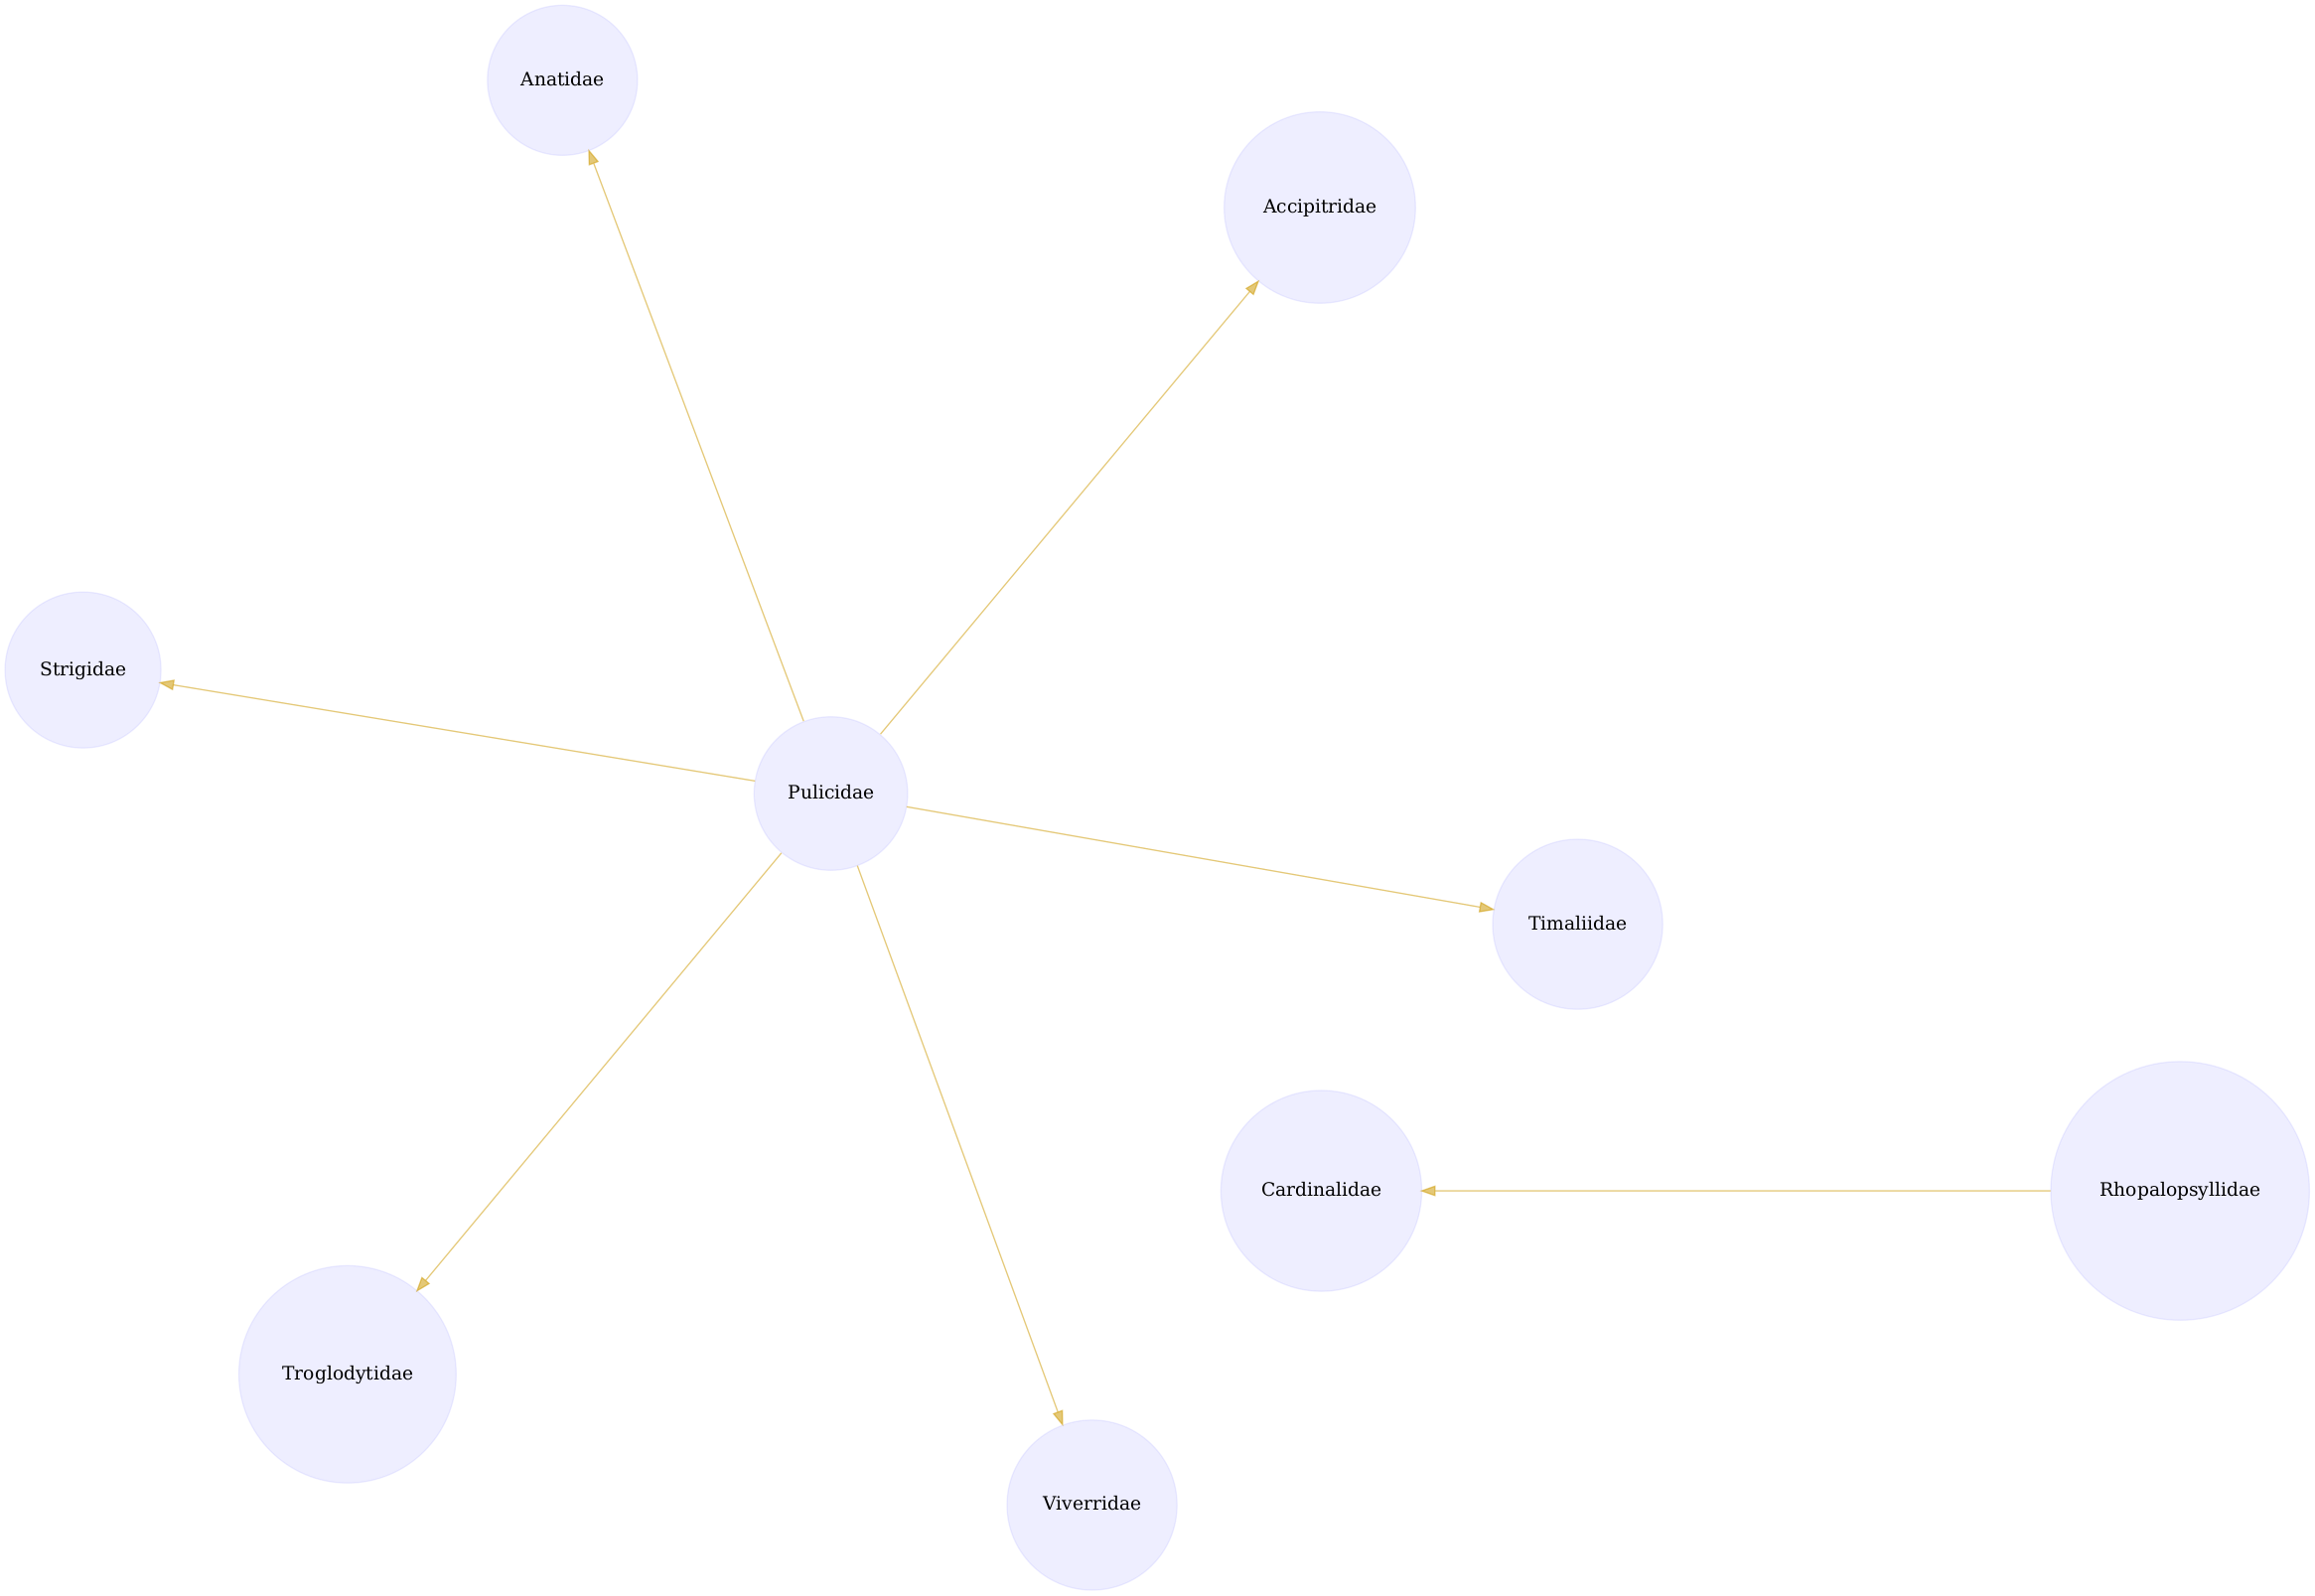 Anatidae
Accipitridae
Strigidae
Pulicidae
Timaliidae
Cardinalidae
Rhopalopsyllidae
Troglodytidae
Viverridae